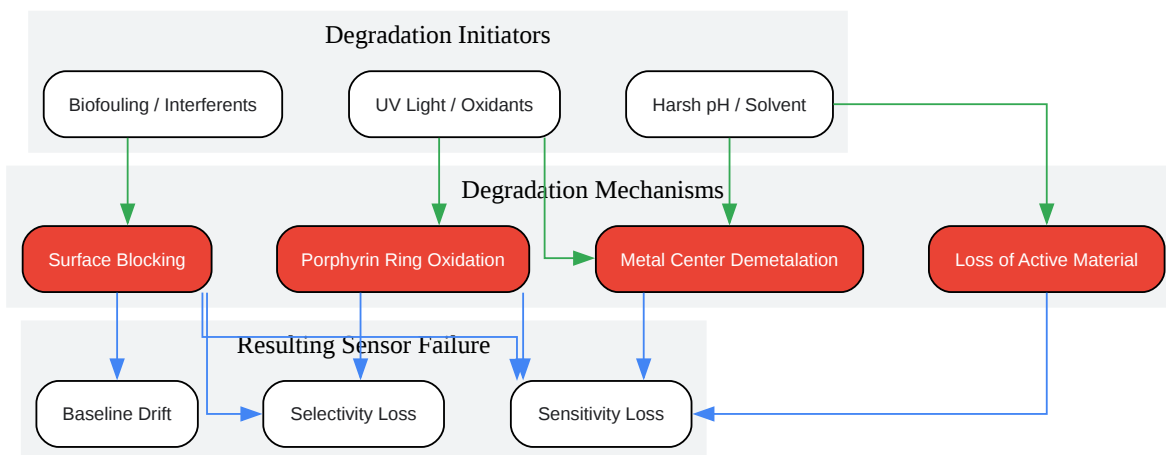 Degradation Initiators
Biofouling / Interferents
UV Light / Oxidants
Harsh pH / Solvent
Degradation Mechanisms
Surface Blocking
Porphyrin Ring Oxidation
Metal Center Demetalation
Loss of Active Material
Resulting Sensor Failure
Baseline Drift
Selectivity Loss
Sensitivity Loss